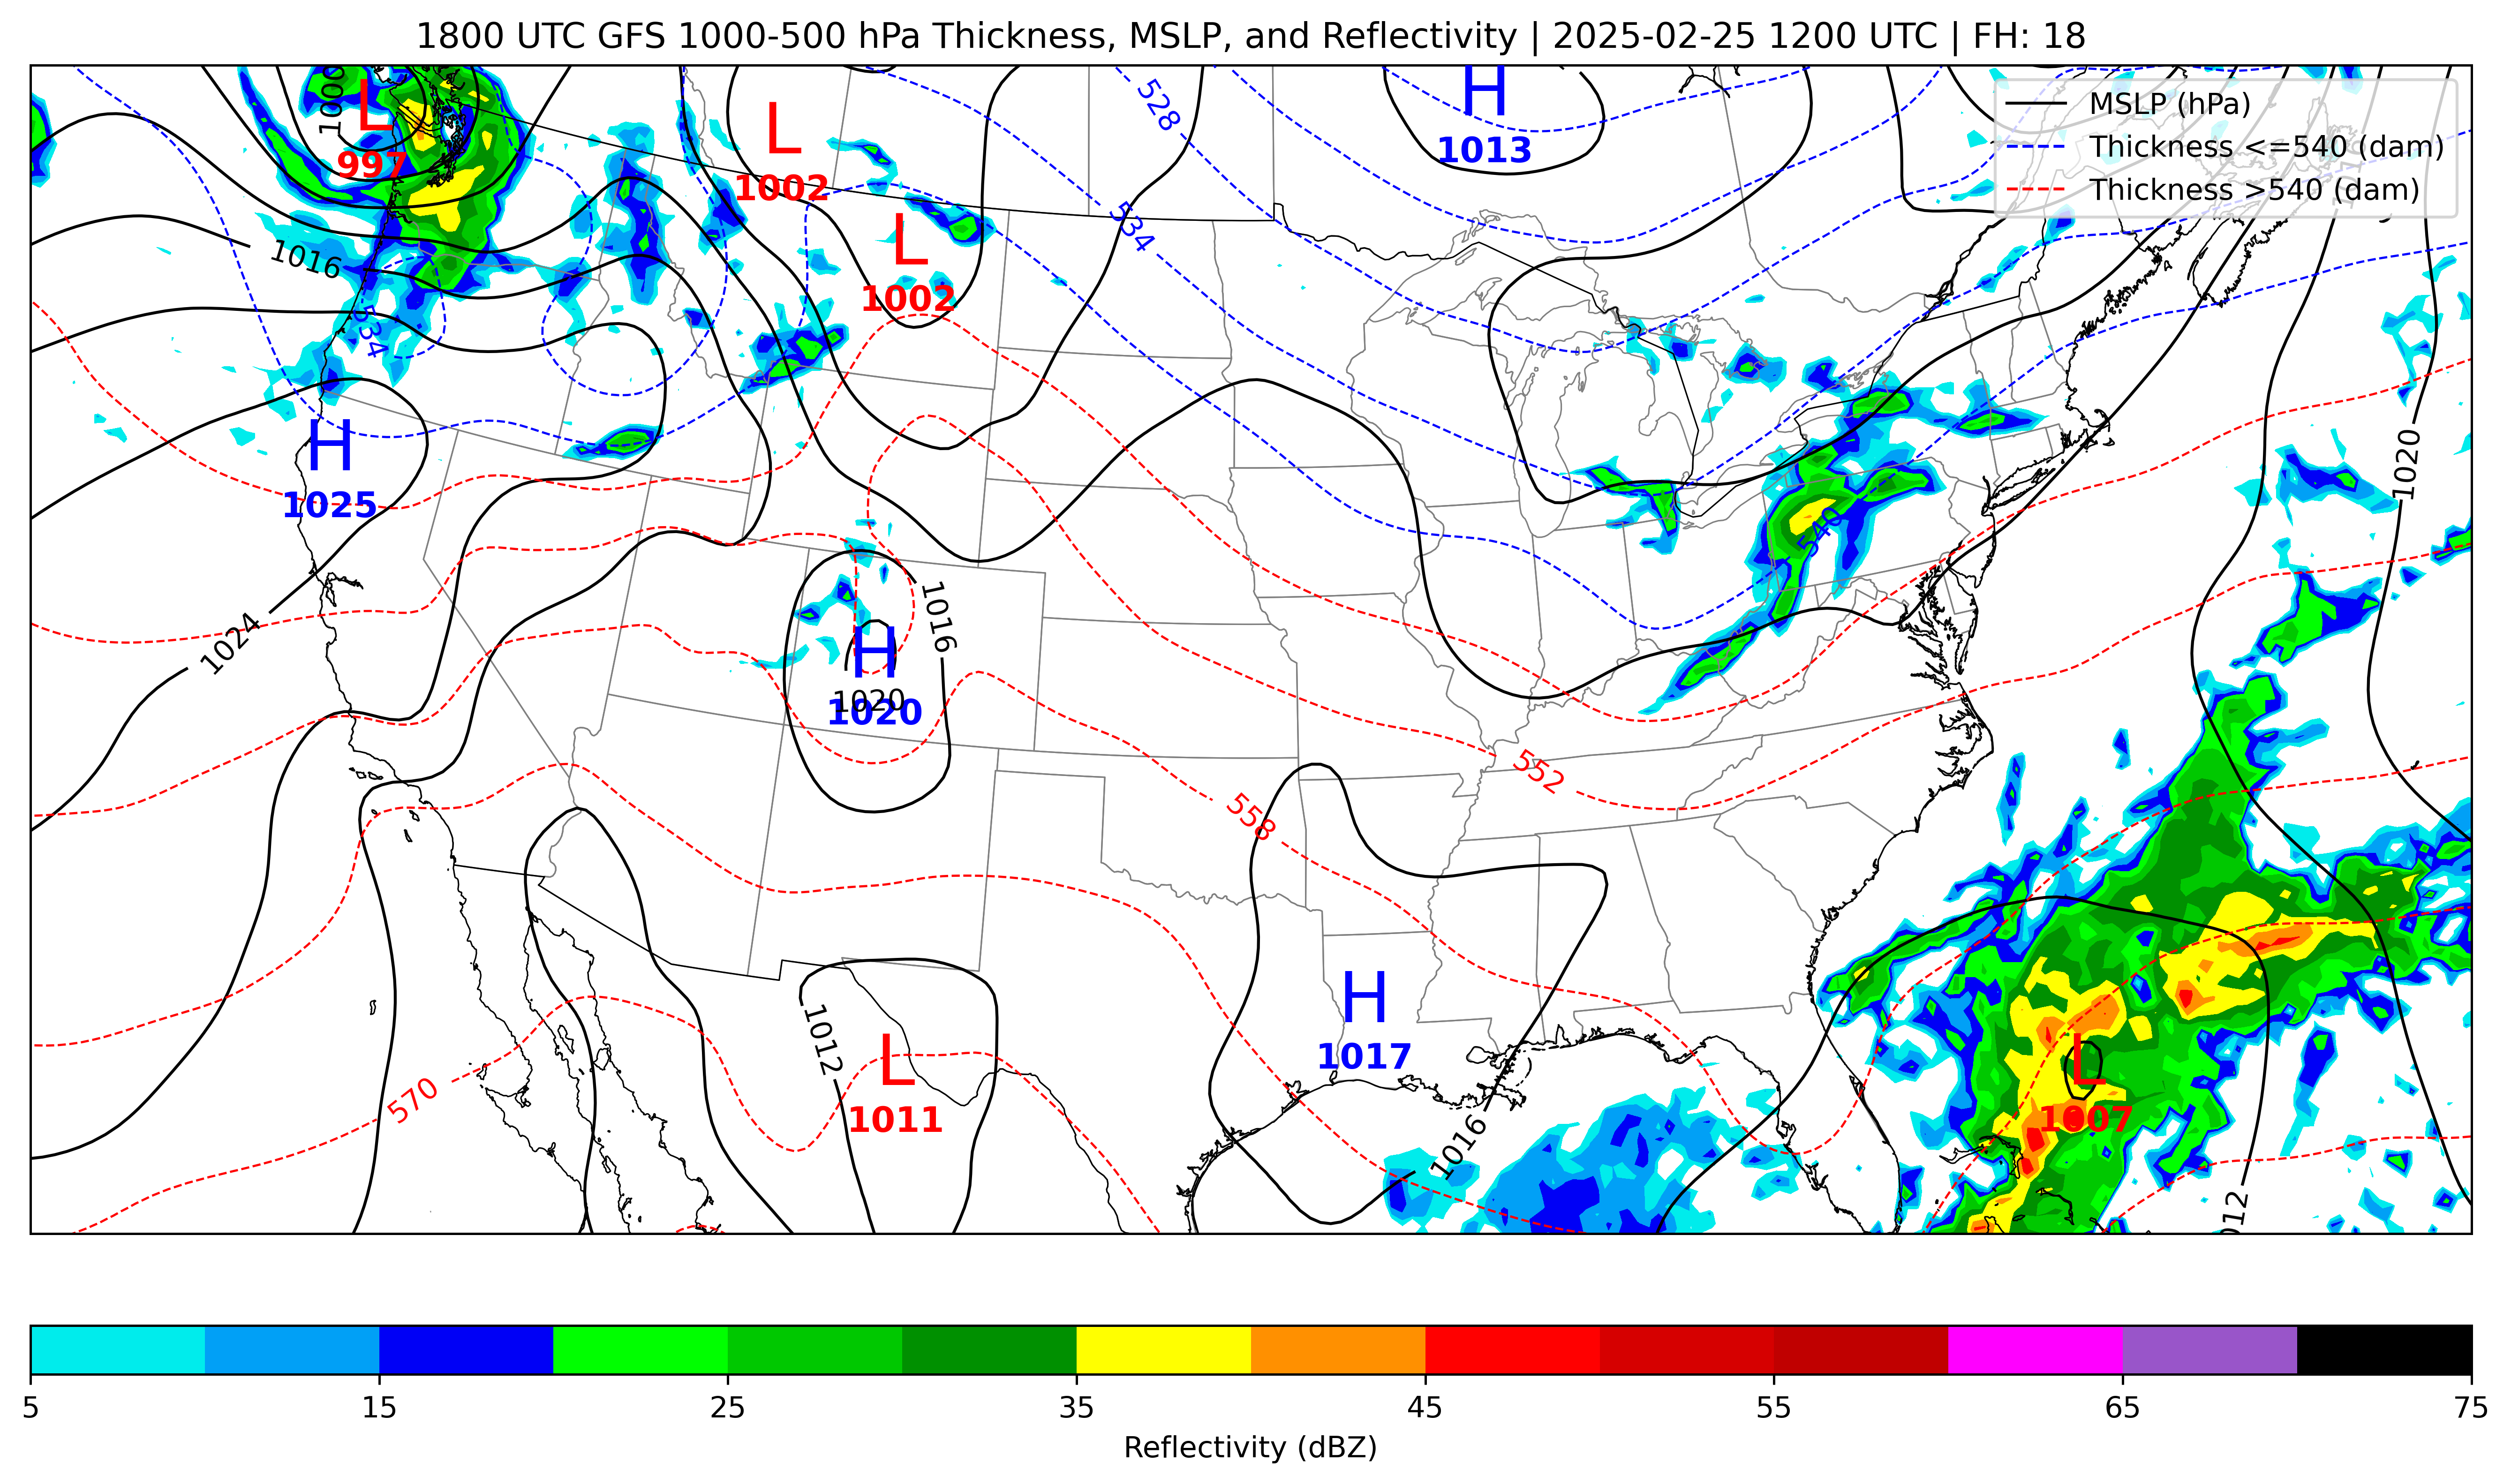 1800 UTC GFS 1000-500 hPa Thickness, MSLP, and Reflectivity | 2025-02-25 1200 UTC | FH: 18
MSLP (hPa)
Thickness <=540 (dam)
Thickness >540 (dam)
1000
L
997
L
1002
528
H
1013
534
L
1002
1016
534
H
1025
1020
540
1016
H
1020
1020
1024
552
558
H
1017
1012
L
1011
570
1016
L
1007
012
5
15
25
35
45
55
65
75
Reflectivity (dBZ)